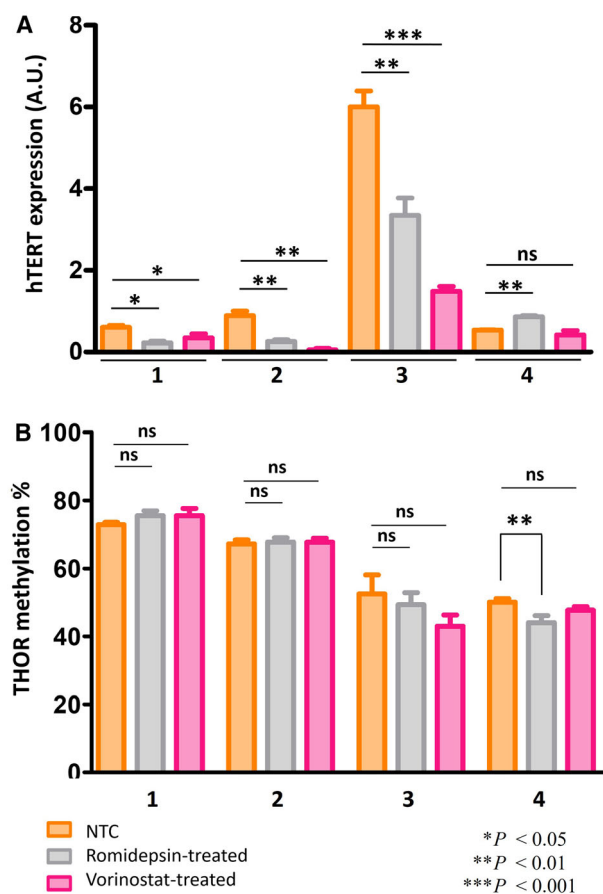 A
hTERT expression (A.U.)
8
6
4
2
0
***
**
*
*
**
**
ns
**
1 2 3 4
B
THOR methylation %
100
80
60
40
20
0
ns
ns
ns
ns
ns
ns
ns
**
1 2 3 4
NTC
Romidepsin-treated
Vorinostat-treated
*P < 0.05
**P < 0.01
***P < 0.001